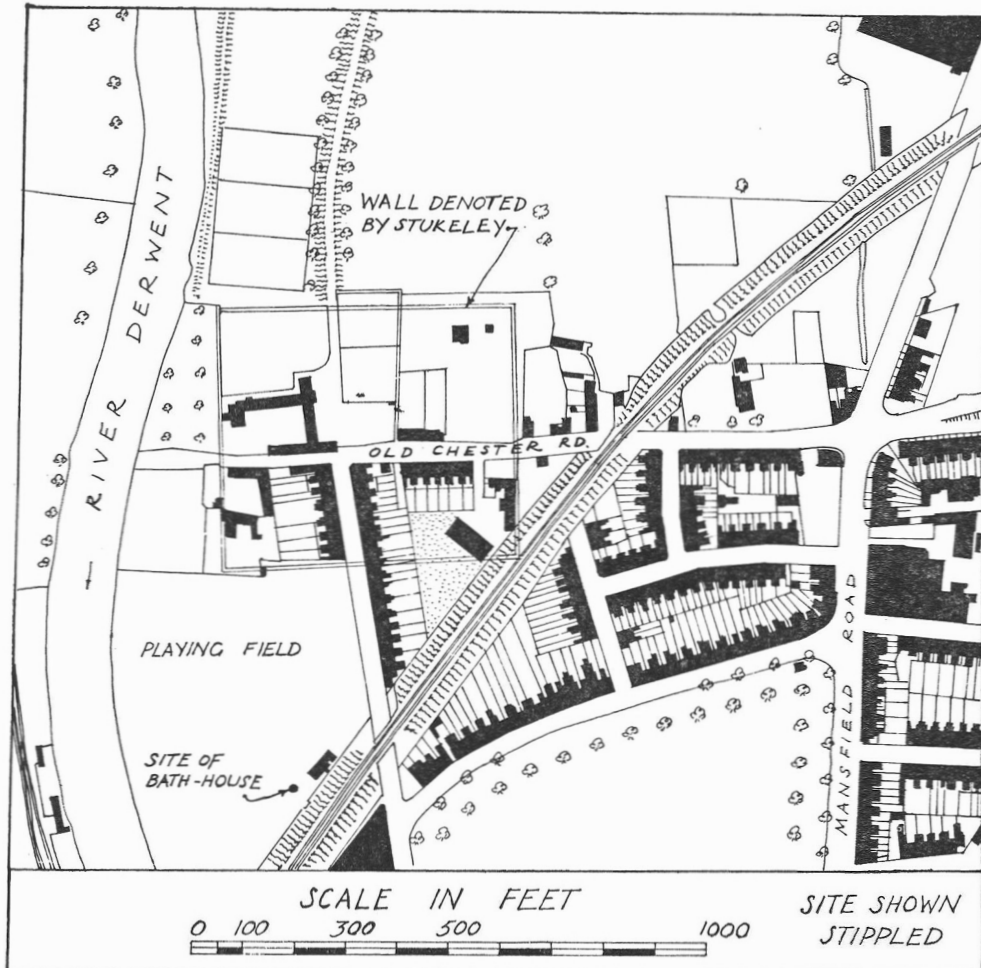 WALL DENOTED
BY STUKELEY
RIVER DERWENT
OLD CHESTER RD.
PLAYING FIELD
SITE OF
BATH-HOUSE
MANSFIELD ROAD
SCALE IN FEET
0 100 300 500 1000
SITE SHOWN
STIPPLED